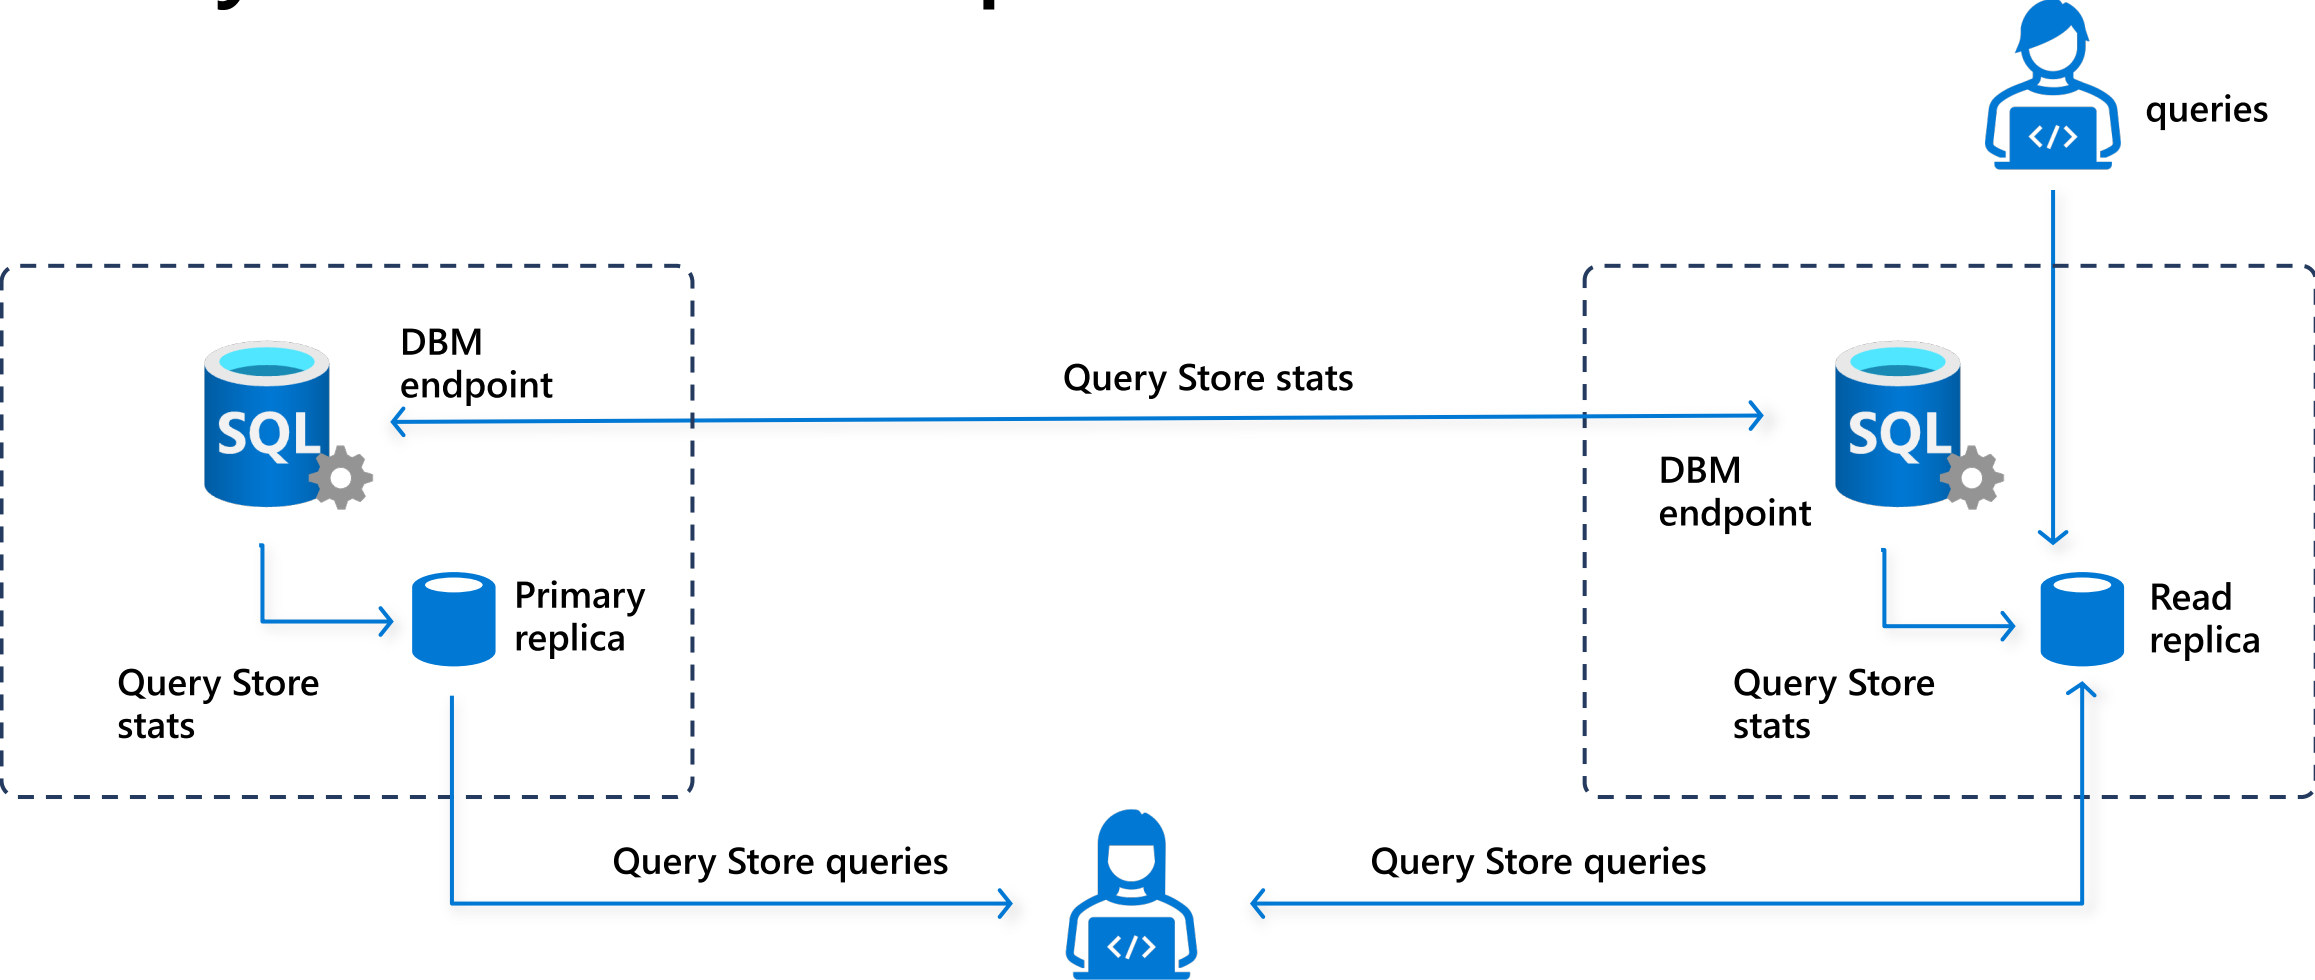 queries
DBM
endpoint
Query Store stats
SQL
SQL
DBM
endpoint
Primary
replica
Read
replica
Query Store
stats
Query Store
stats
Query Store queries
Query Store queries
</>
</>